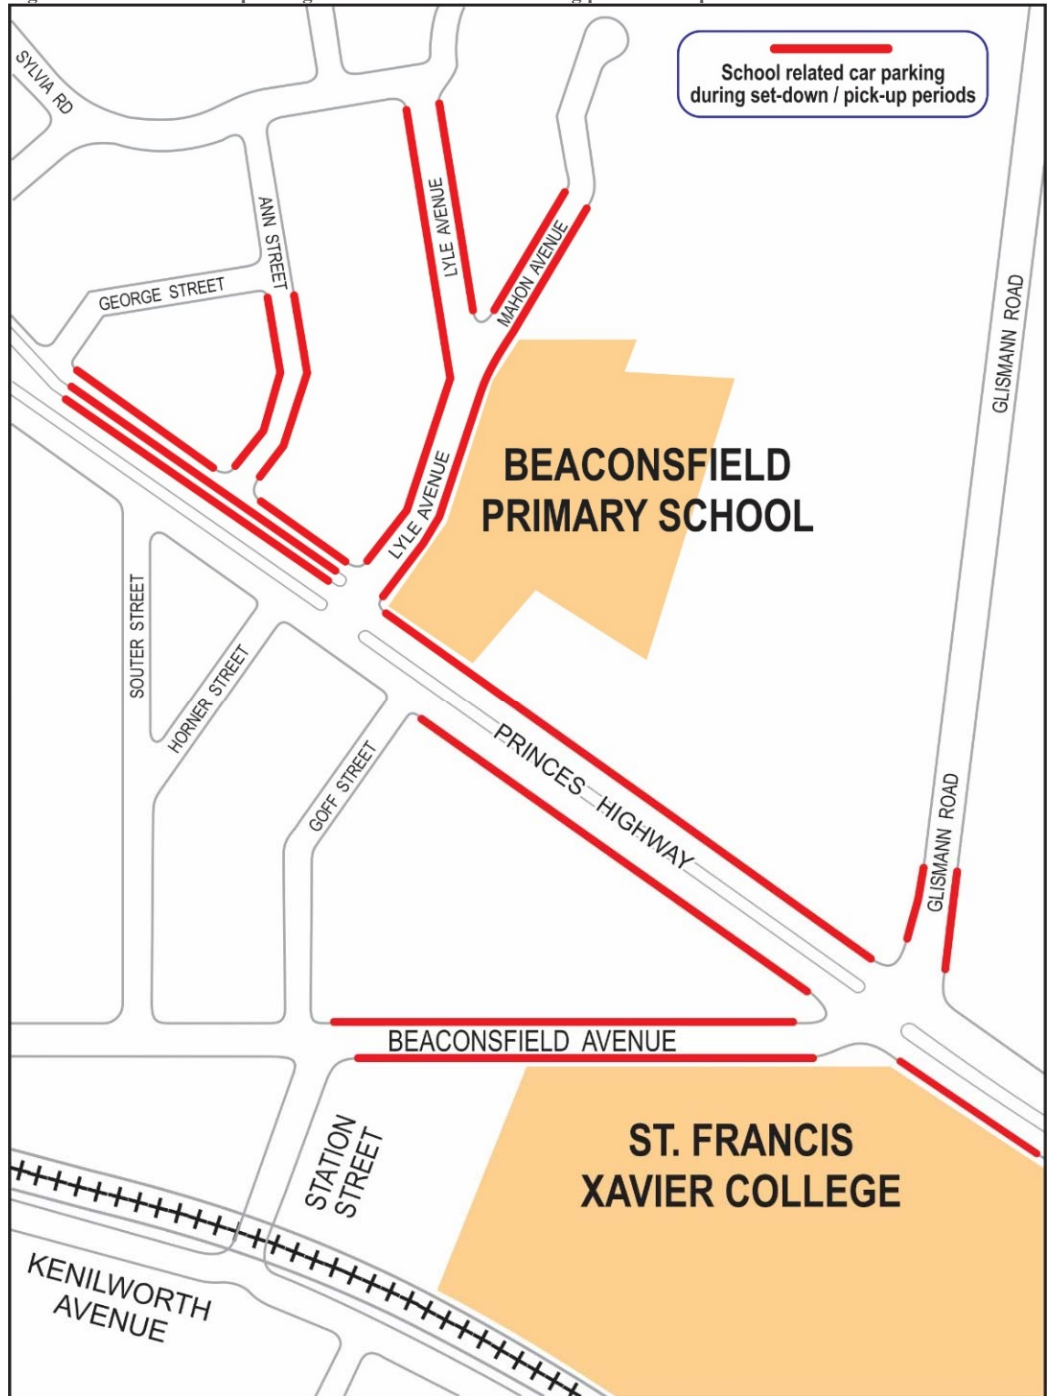 School related car parking
during set-down / pick-up periods
SYLVIA RD
ANN STREET
LYLE AVENUE
MAHON AVENUE
GEORGE STREET
GLISMANN ROAD
BEACONSFIELD
PRIMARY SCHOOL
LYLE AVENUE
SOUTER STREET
HORNER STREET
GOFF STREET
PRINCES HIGHWAY
GLISMANN ROAD
BEACONSFIELD AVENUE
STATION
STREET
ST. FRANCIS
XAVIER COLLEGE
KENILWORTH
AVENUE